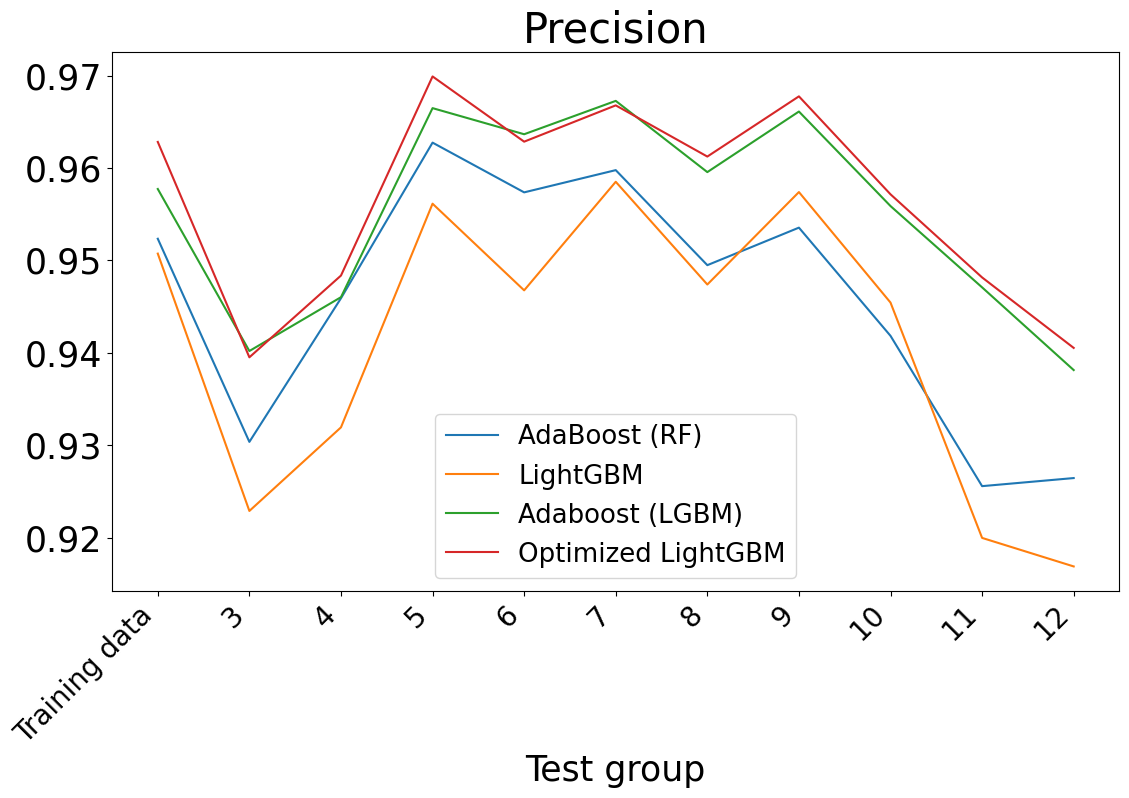 Precision
0.97
0.96
0.95
0.94
0.93
0.92
AdaBoost (RF)
LightGBM
Adaboost (LGBM)
Optimized LightGBM
Training data 3 4 5 6 7 8 9 10 11 12
Test group